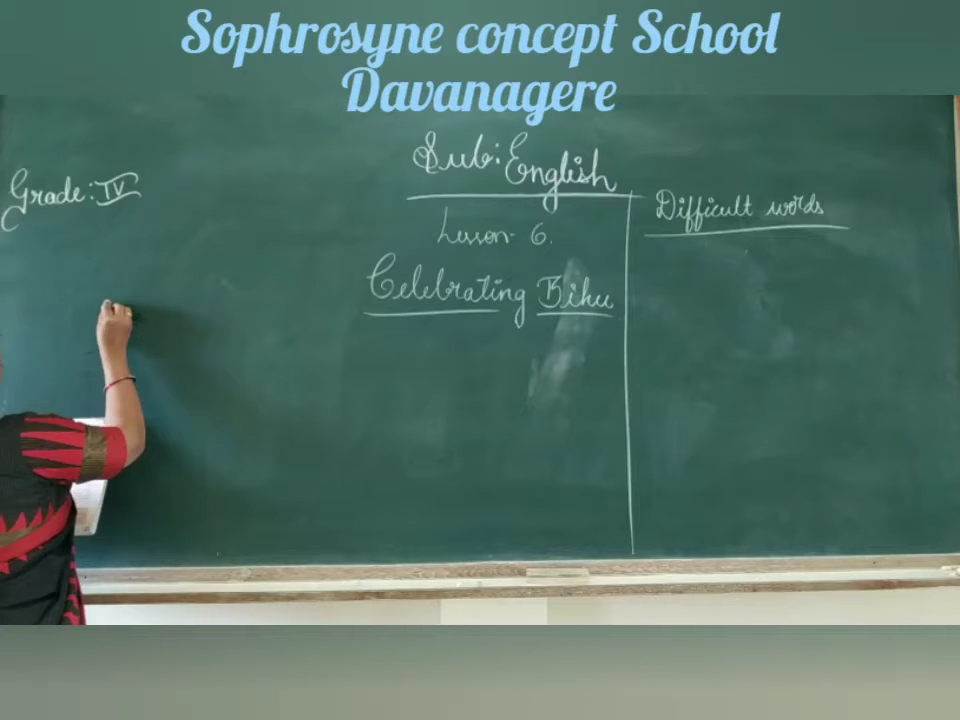 Sophrosyne concept School
Davanagere
Sub: English
Grade: IV
Lesson- 6.
Celebrating Bihu
Difficult words